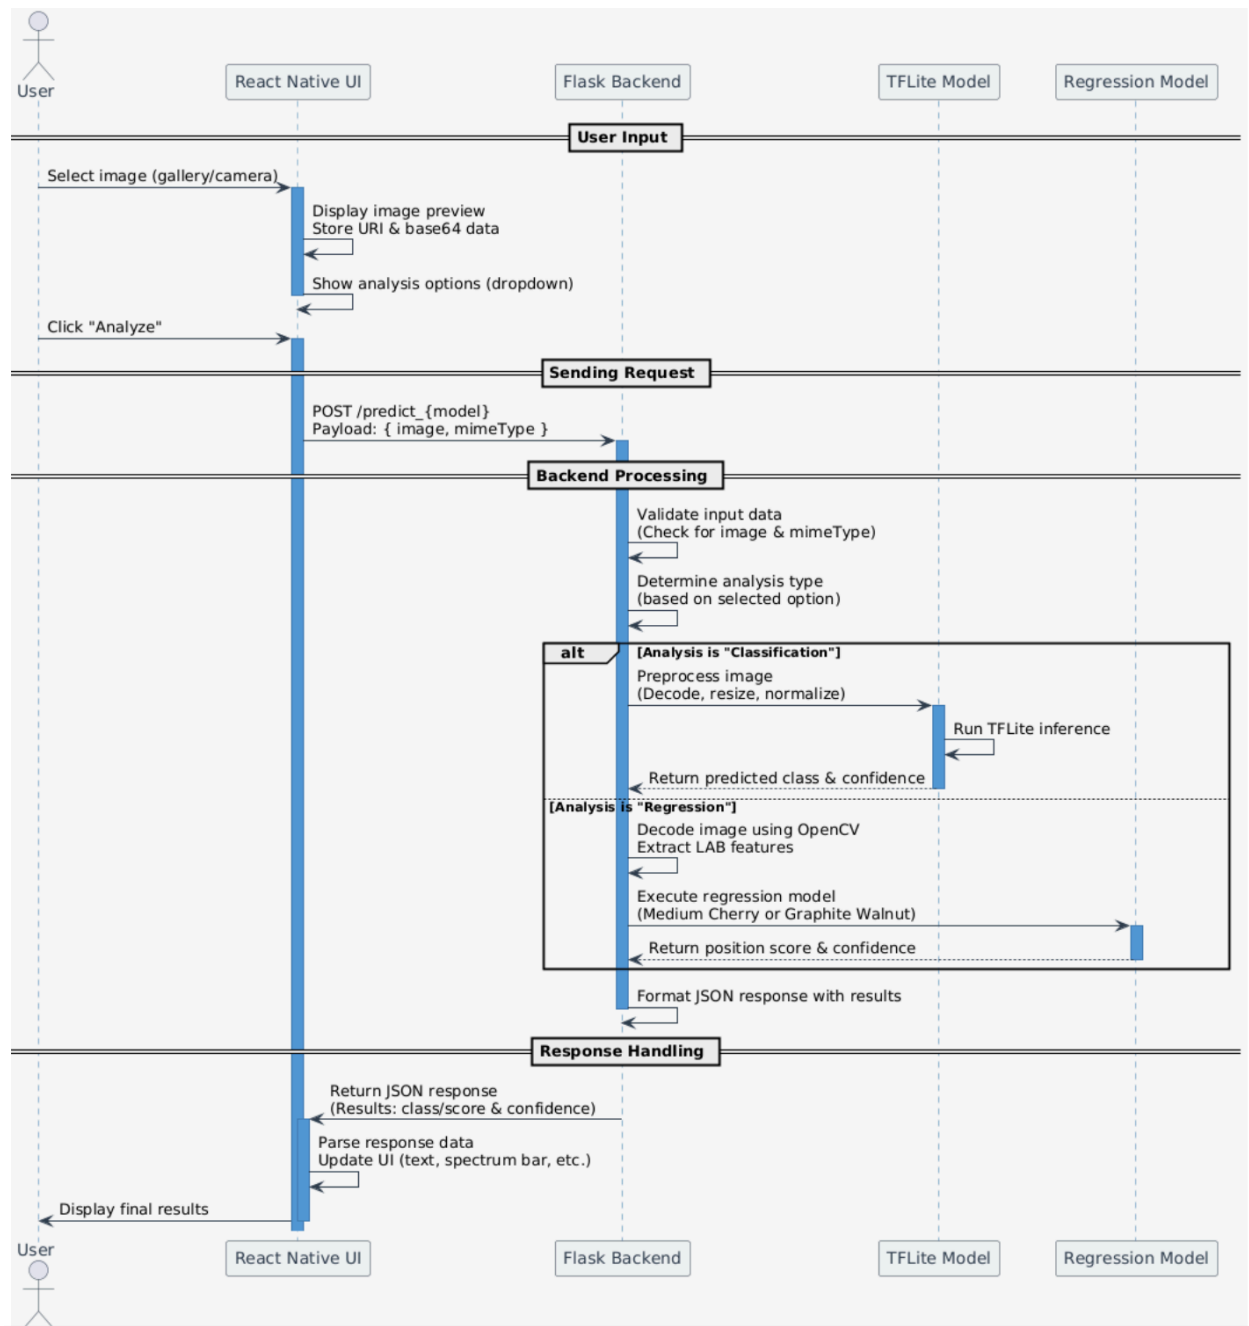 User
React Native UI
Flask Backend
TFLite Model
Regression Model
User Input
Select image (gallery/camera)
Display image preview
Store URI & base64 data
Show analysis options (dropdown)
Click "Analyze"
Sending Request
POST /predict_{model}
Payload: { image, mimeType }
Backend Processing
Validate input data
(Check for image & mimeType)
Determine analysis type
(based on selected option)
alt
[Analysis is "Classification"]
Preprocess image
(Decode, resize, normalize)
Run TFLite inference
Return predicted class & confidence
[Analysis is "Regression"]
Decode image using OpenCV
Extract LAB features
Execute regression model
(Medium Cherry or Graphite Walnut)
Return position score & confidence
Format JSON response with results
Response Handling
Return JSON response
(Results: class/score & confidence)
Parse response data
Update UI (text, spectrum bar, etc.)
Display final results
User
React Native UI
Flask Backend
TFLite Model
Regression Model